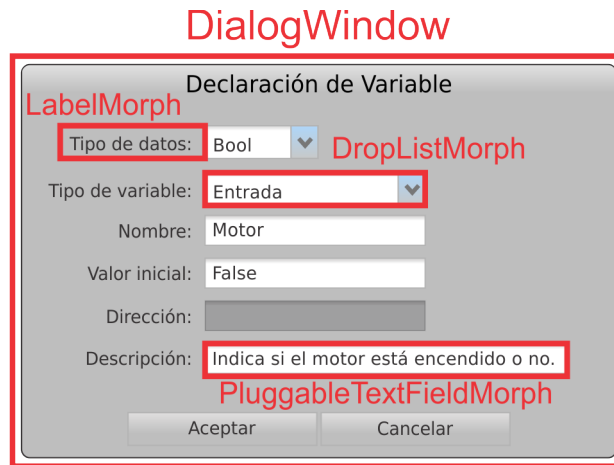 DialogWindow
Declaración de Variable
LabelMorph
Tipo de datos: Bool
DropListMorph
Tipo de variable: Entrada
Nombre: Motor
Valor inicial: False
Dirección:
Descripción: Indica si el motor está encendido o no.
PluggableTextFieldMorph
Aceptar Cancelar